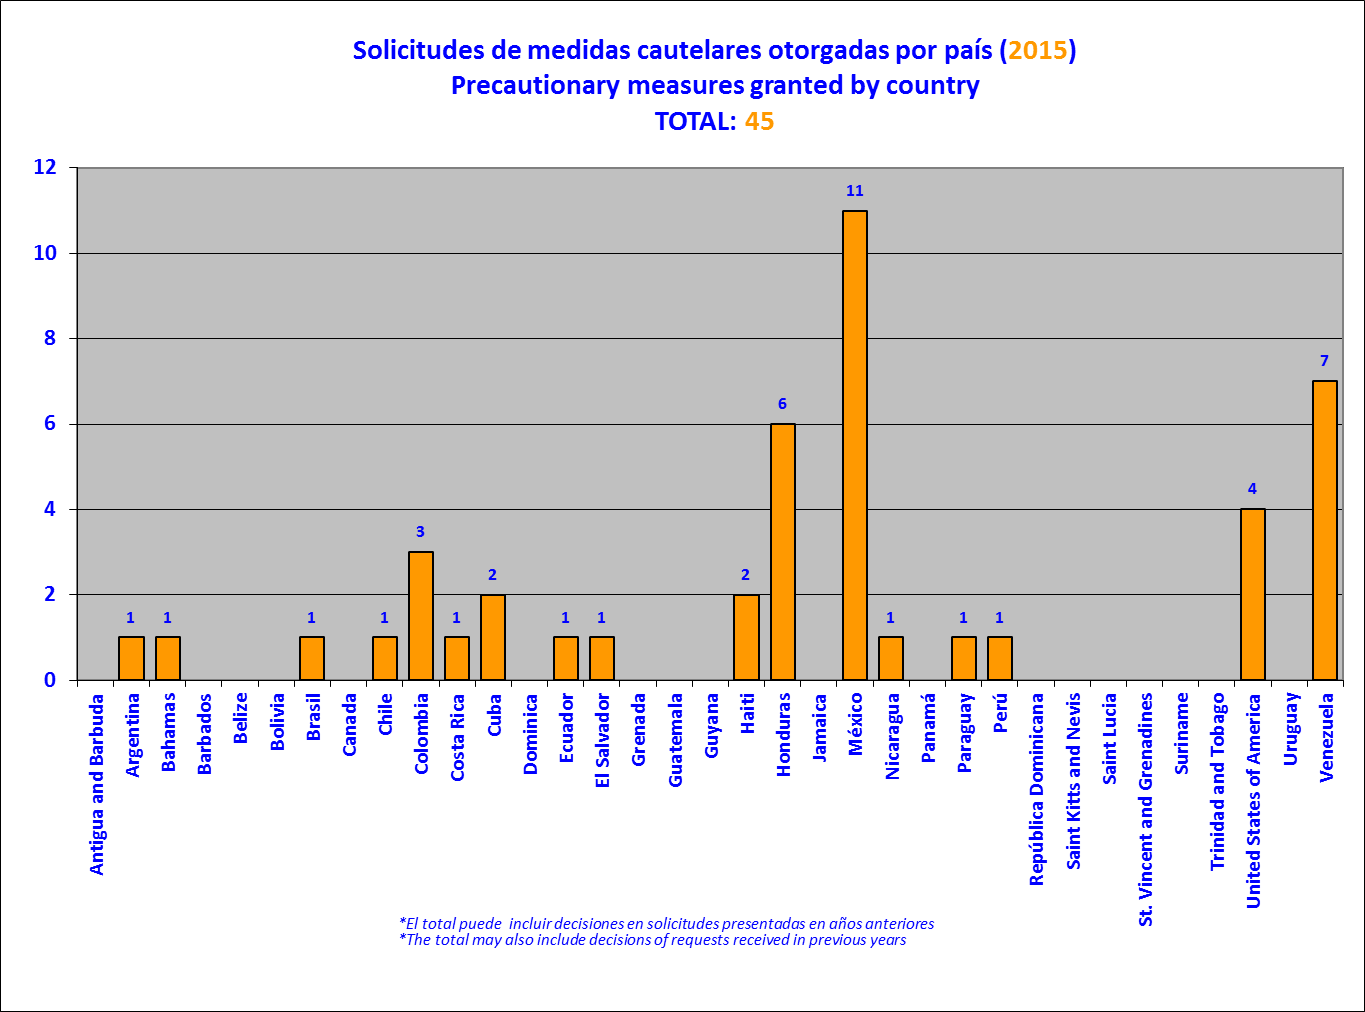 Solicitudes de medidas cautelares otorgadas por país (2015)
Precautionary measures granted by country
TOTAL: 45
12
10
8
6
4
2
0
1
1
1
1
3
1
2
1
1
2
6
11
1
1
1
4
7
Antigua and Barbuda
Argentina
Bahamas
Barbados
Belize
Bolivia
Brasil
Canada
Chile
Colombia
Costa Rica
Cuba
Dominica
Ecuador
El Salvador
Grenada
Guatemala
Guyana
Haiti
Honduras
Jamaica
México
Nicaragua
Panamá
Paraguay
Perú
República Dominicana
Saint Kitts and Nevis
Saint Lucia
St. Vincent and Grenadines
Suriname
Trinidad and Tobago
United States of America
Uruguay
Venezuela
*El total puede incluir decisiones en solicitudes presentadas en años anteriores
*The total may also include decisions of requests received in previous years